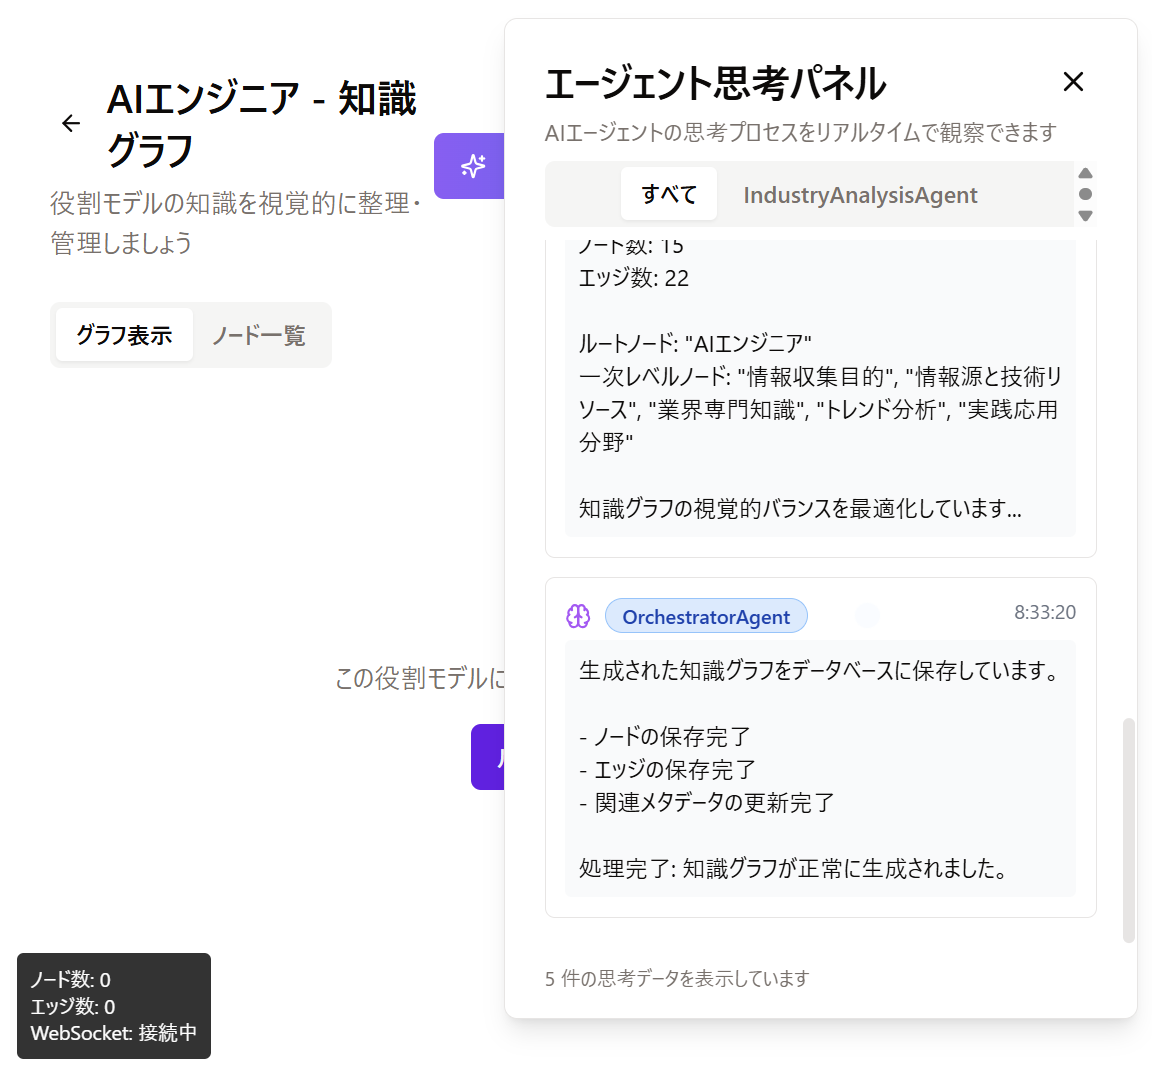 AIエンジニア - 知識
グラフ
役割モデルの知識を視覚的に整理・
管理しましょう
グラフ表示
ノード一覧
この役割モデルに
エージェント思考パネル
AIエージェントの思考プロセスをリアルタイムで観察できます
すべて
IndustryAnalysisAgent
ノード数: 15
エッジ数: 22
ルートノード: "AIエンジニア"
一次レベルノード: "情報収集目的", "情報源と技術リ
ソース", "業界専門知識", "トレンド分析", "実践応用
分野"
知識グラフの視覚的バランスを最適化しています...
OrchestratorAgent
8:33:20
生成された知識グラフをデータベースに保存しています。
- ノードの保存完了
- エッジの保存完了
- 関連メタデータの更新完了
処理完了: 知識グラフが正常に生成されました。
5 件の思考データを表示しています
ノード数: 0
エッジ数: 0
WebSocket: 接続中